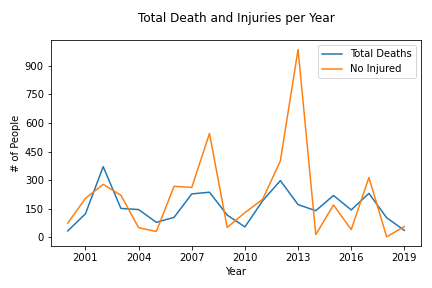 Total Death and Injuries per Year
Total Deaths
No Injured
# of People
900
750
600
450
300
150
0
2001 2004 2007 2010 2013 2016 2019
Year